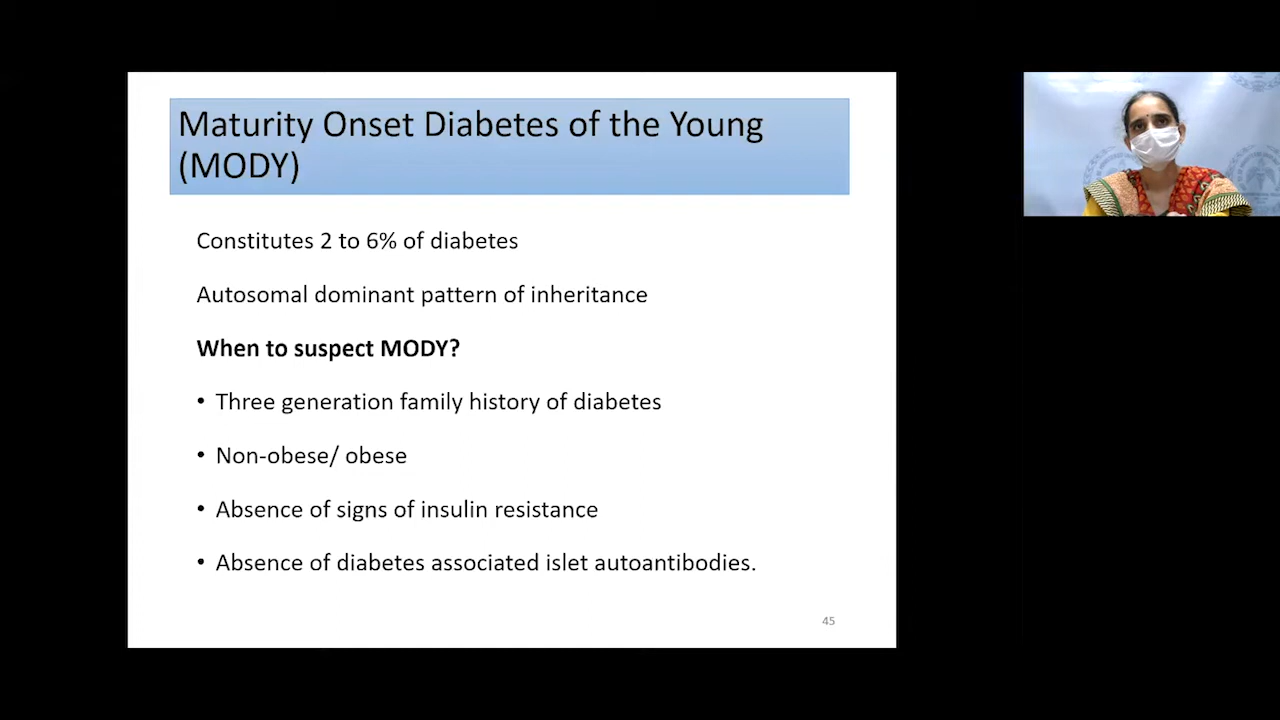 Maturity Onset Diabetes of the Young
(MODY)
Constitutes 2 to 6% of diabetes
Autosomal dominant pattern of inheritance
When to suspect MODY?
• Three generation family history of diabetes
• Non-obese/ obese
• Absence of signs of insulin resistance
• Absence of diabetes associated islet autoantibodies.
45